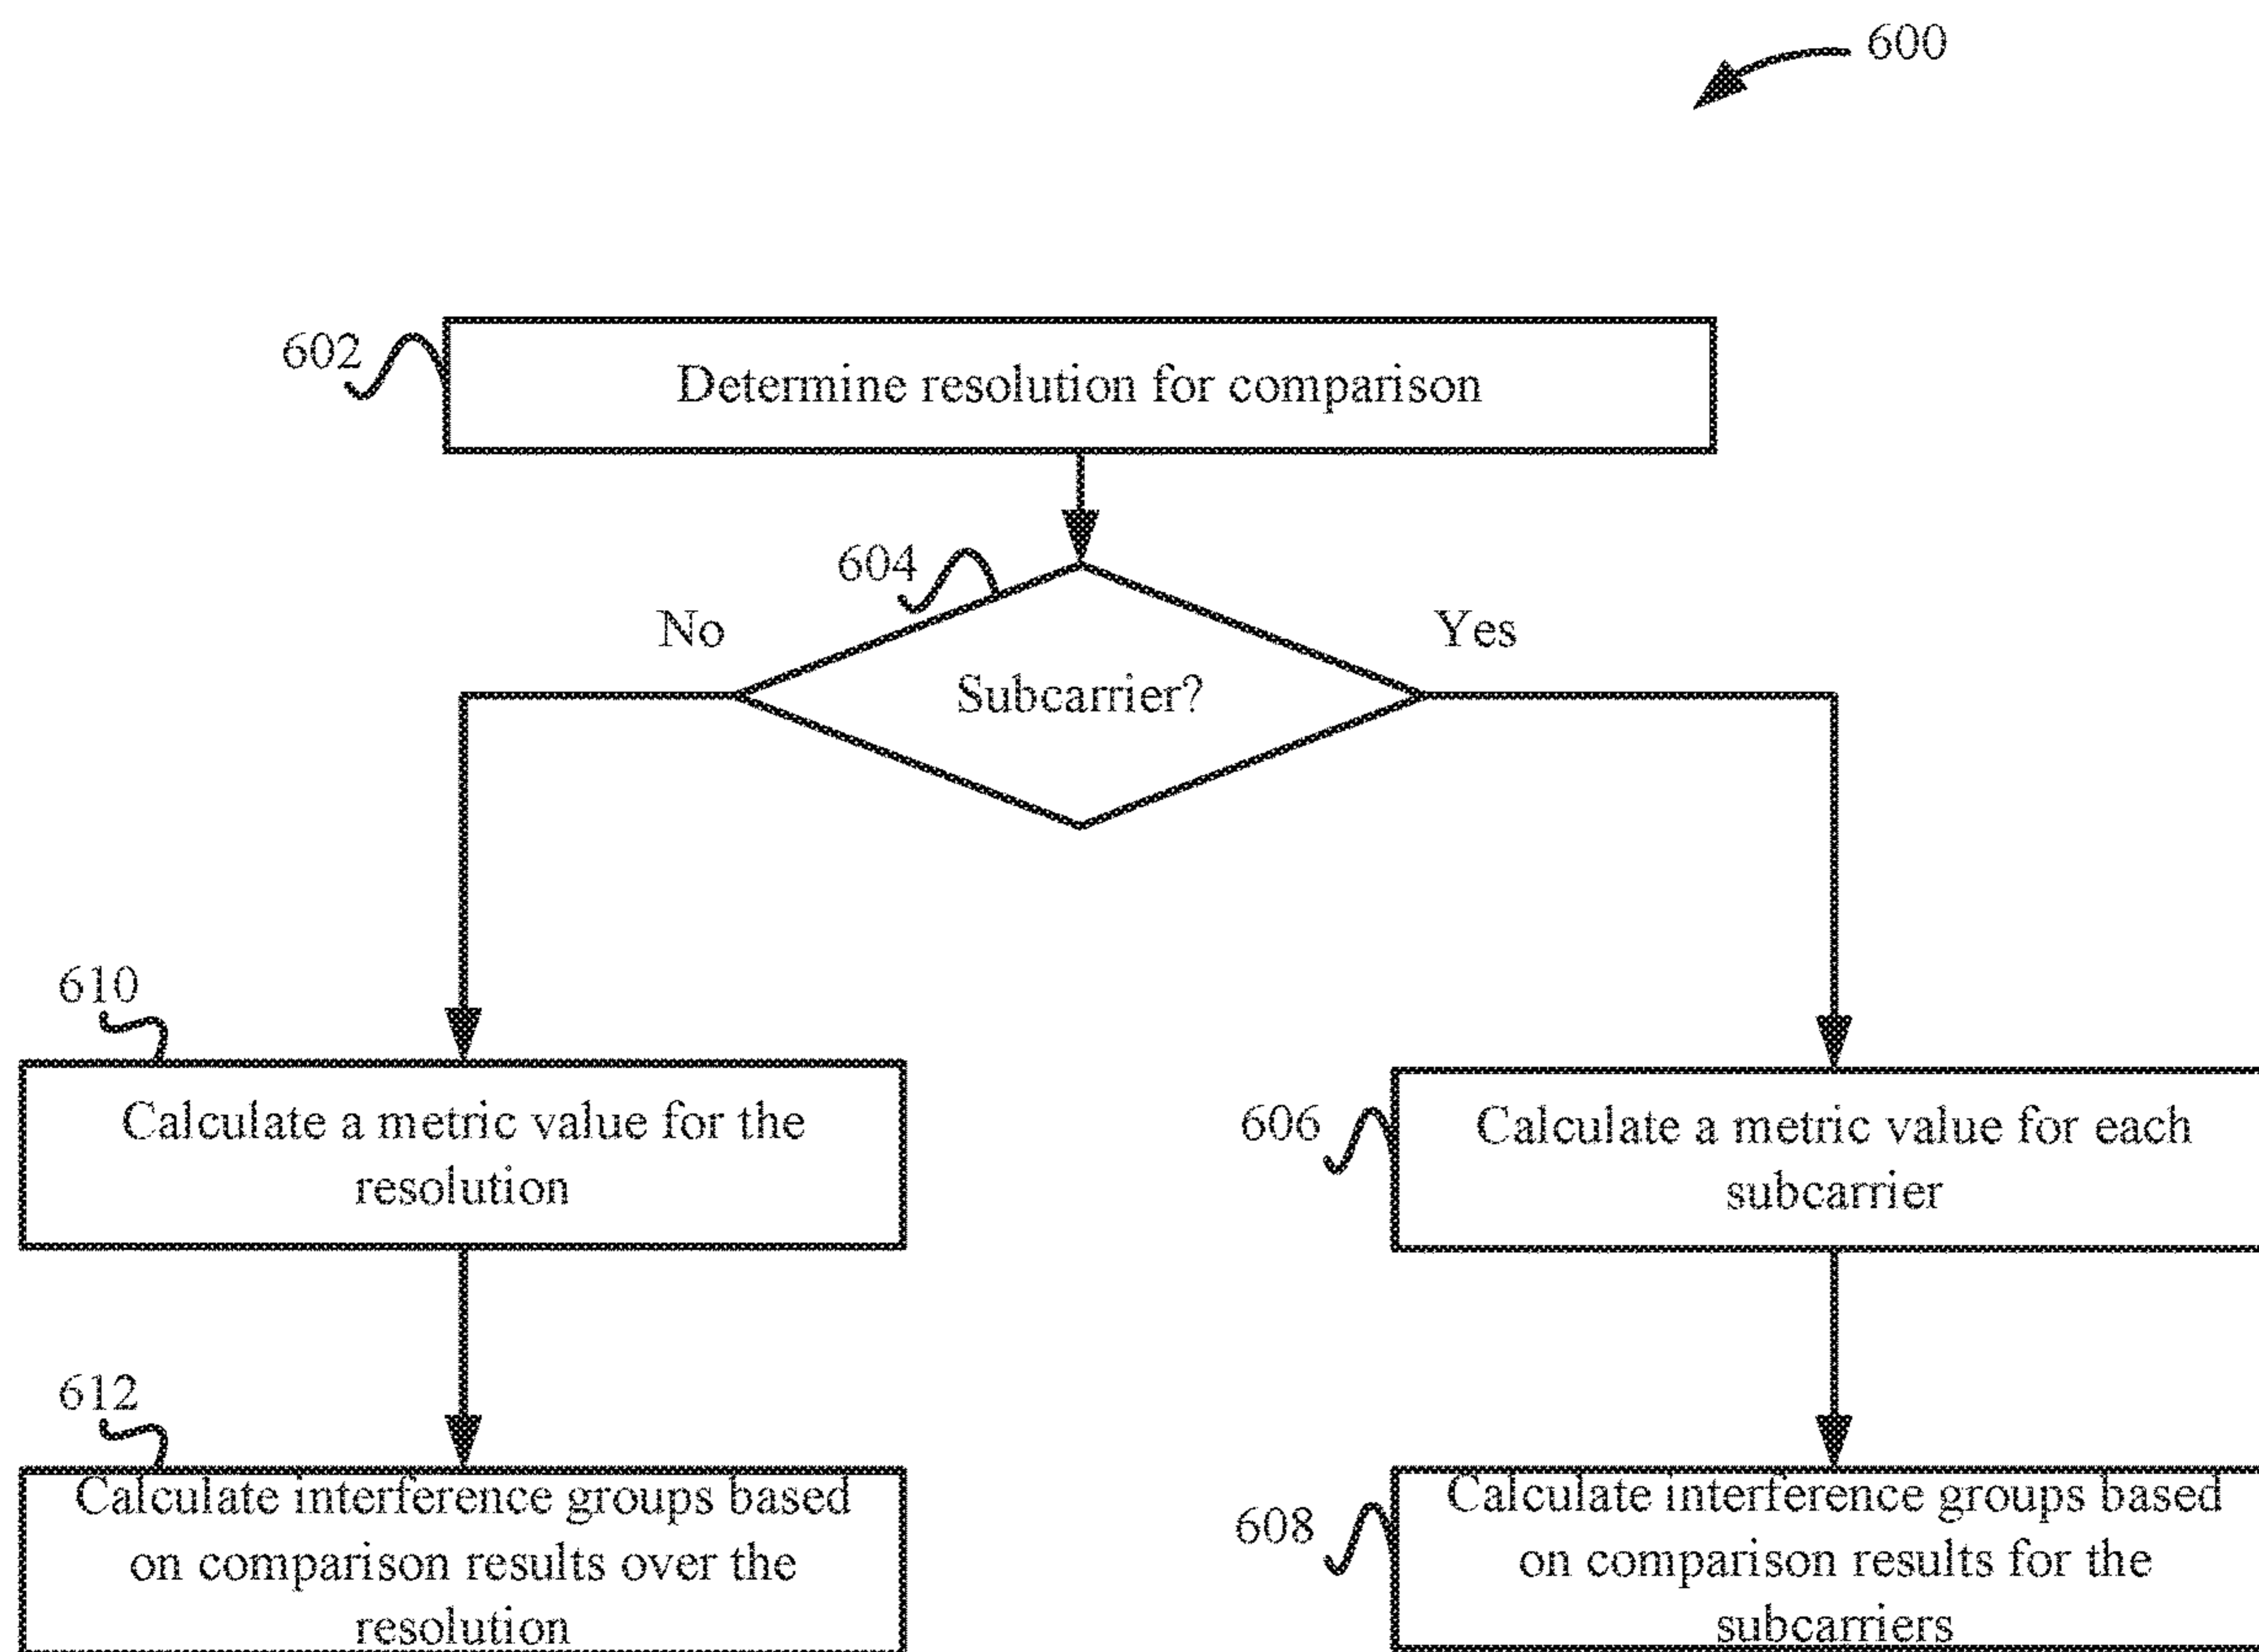 600
602
Determine resolution for comparison
604
No
Yes
Subcarrier?
610
Calculate a metric value for the
resolution
606
Calculate a metric value for each
subcarrier
612
Calculate interference groups based
on comparison results over the
resolution
608
Calculate interference groups based
on comparison results for the
subcarriers